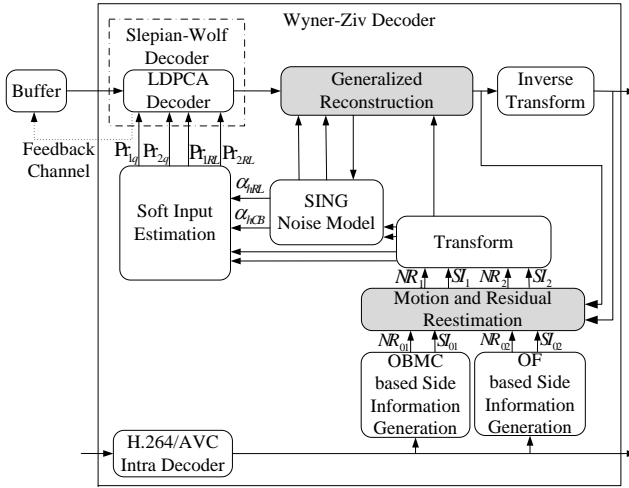 Wyner-Ziv Decoder
Slepian-Wolf
Decoder
Buffer
LDPCA
Decoder
Generalized
Reconstruction
Inverse
Transform
Feedback
Channel
Pr1q Pr2q Pr1RL Pr2RL
Soft Input
Estimation
αhRL
αhCB
SING
Noise Model
Transform
NR1 SI1 NR2 SI2
Motion and Residual
Reestimation
NR01 SI01 NR02 SI02
OBMC
based Side
Information
Generation
OF
based Side
Information
Generation
H.264/AVC
Intra Decoder